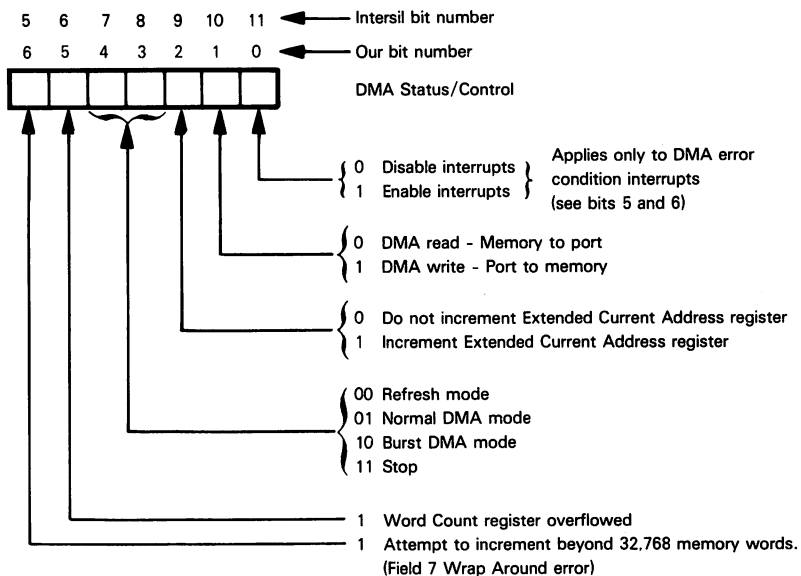 5 6 7 8 9 10 11 Intersil bit number
6 5 4 3 2 1 0 Our bit number
DMA Status/Control
0 Disable interrupts
1 Enable interrupts
Applies only to DMA error
condition interrupts
(see bits 5 and 6)
0 DMA read - Memory to port
1 DMA write - Port to memory
0 Do not increment Extended Current Address register
1 Increment Extended Current Address register
00 Refresh mode
01 Normal DMA mode
10 Burst DMA mode
11 Stop
1 Word Count register overflowed
1 Attempt to increment beyond 32,768 memory words.
(Field 7 Wrap Around error)